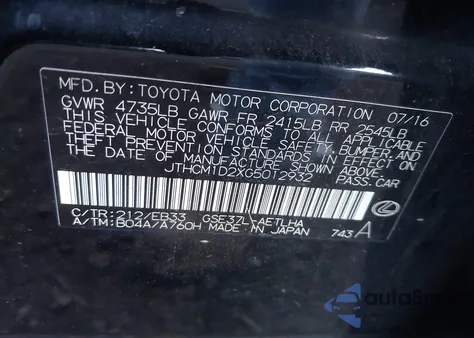 MFD. BY: TOYOTA MOTOR CORPORATION 07/16
GVWR 4735LB GAWR FR 2415LB RR 2545LB
THIS VEHICLE CONFORMS TO ALL APPLICABLE
FEDERAL MOTOR VEHICLE SAFETY, BUMPER,
AND THEFT PREVENTION STANDARDS IN EFFECT ON
THE DATE OF MANUFACTURE SHOWN ABOVE.
JTHCM1D2XG5012932 PASS.CAR
C/TR:212/EB33 GSE37L-AETLHA
A/TM:B04A/A760H MADE IN JAPAN 743 A